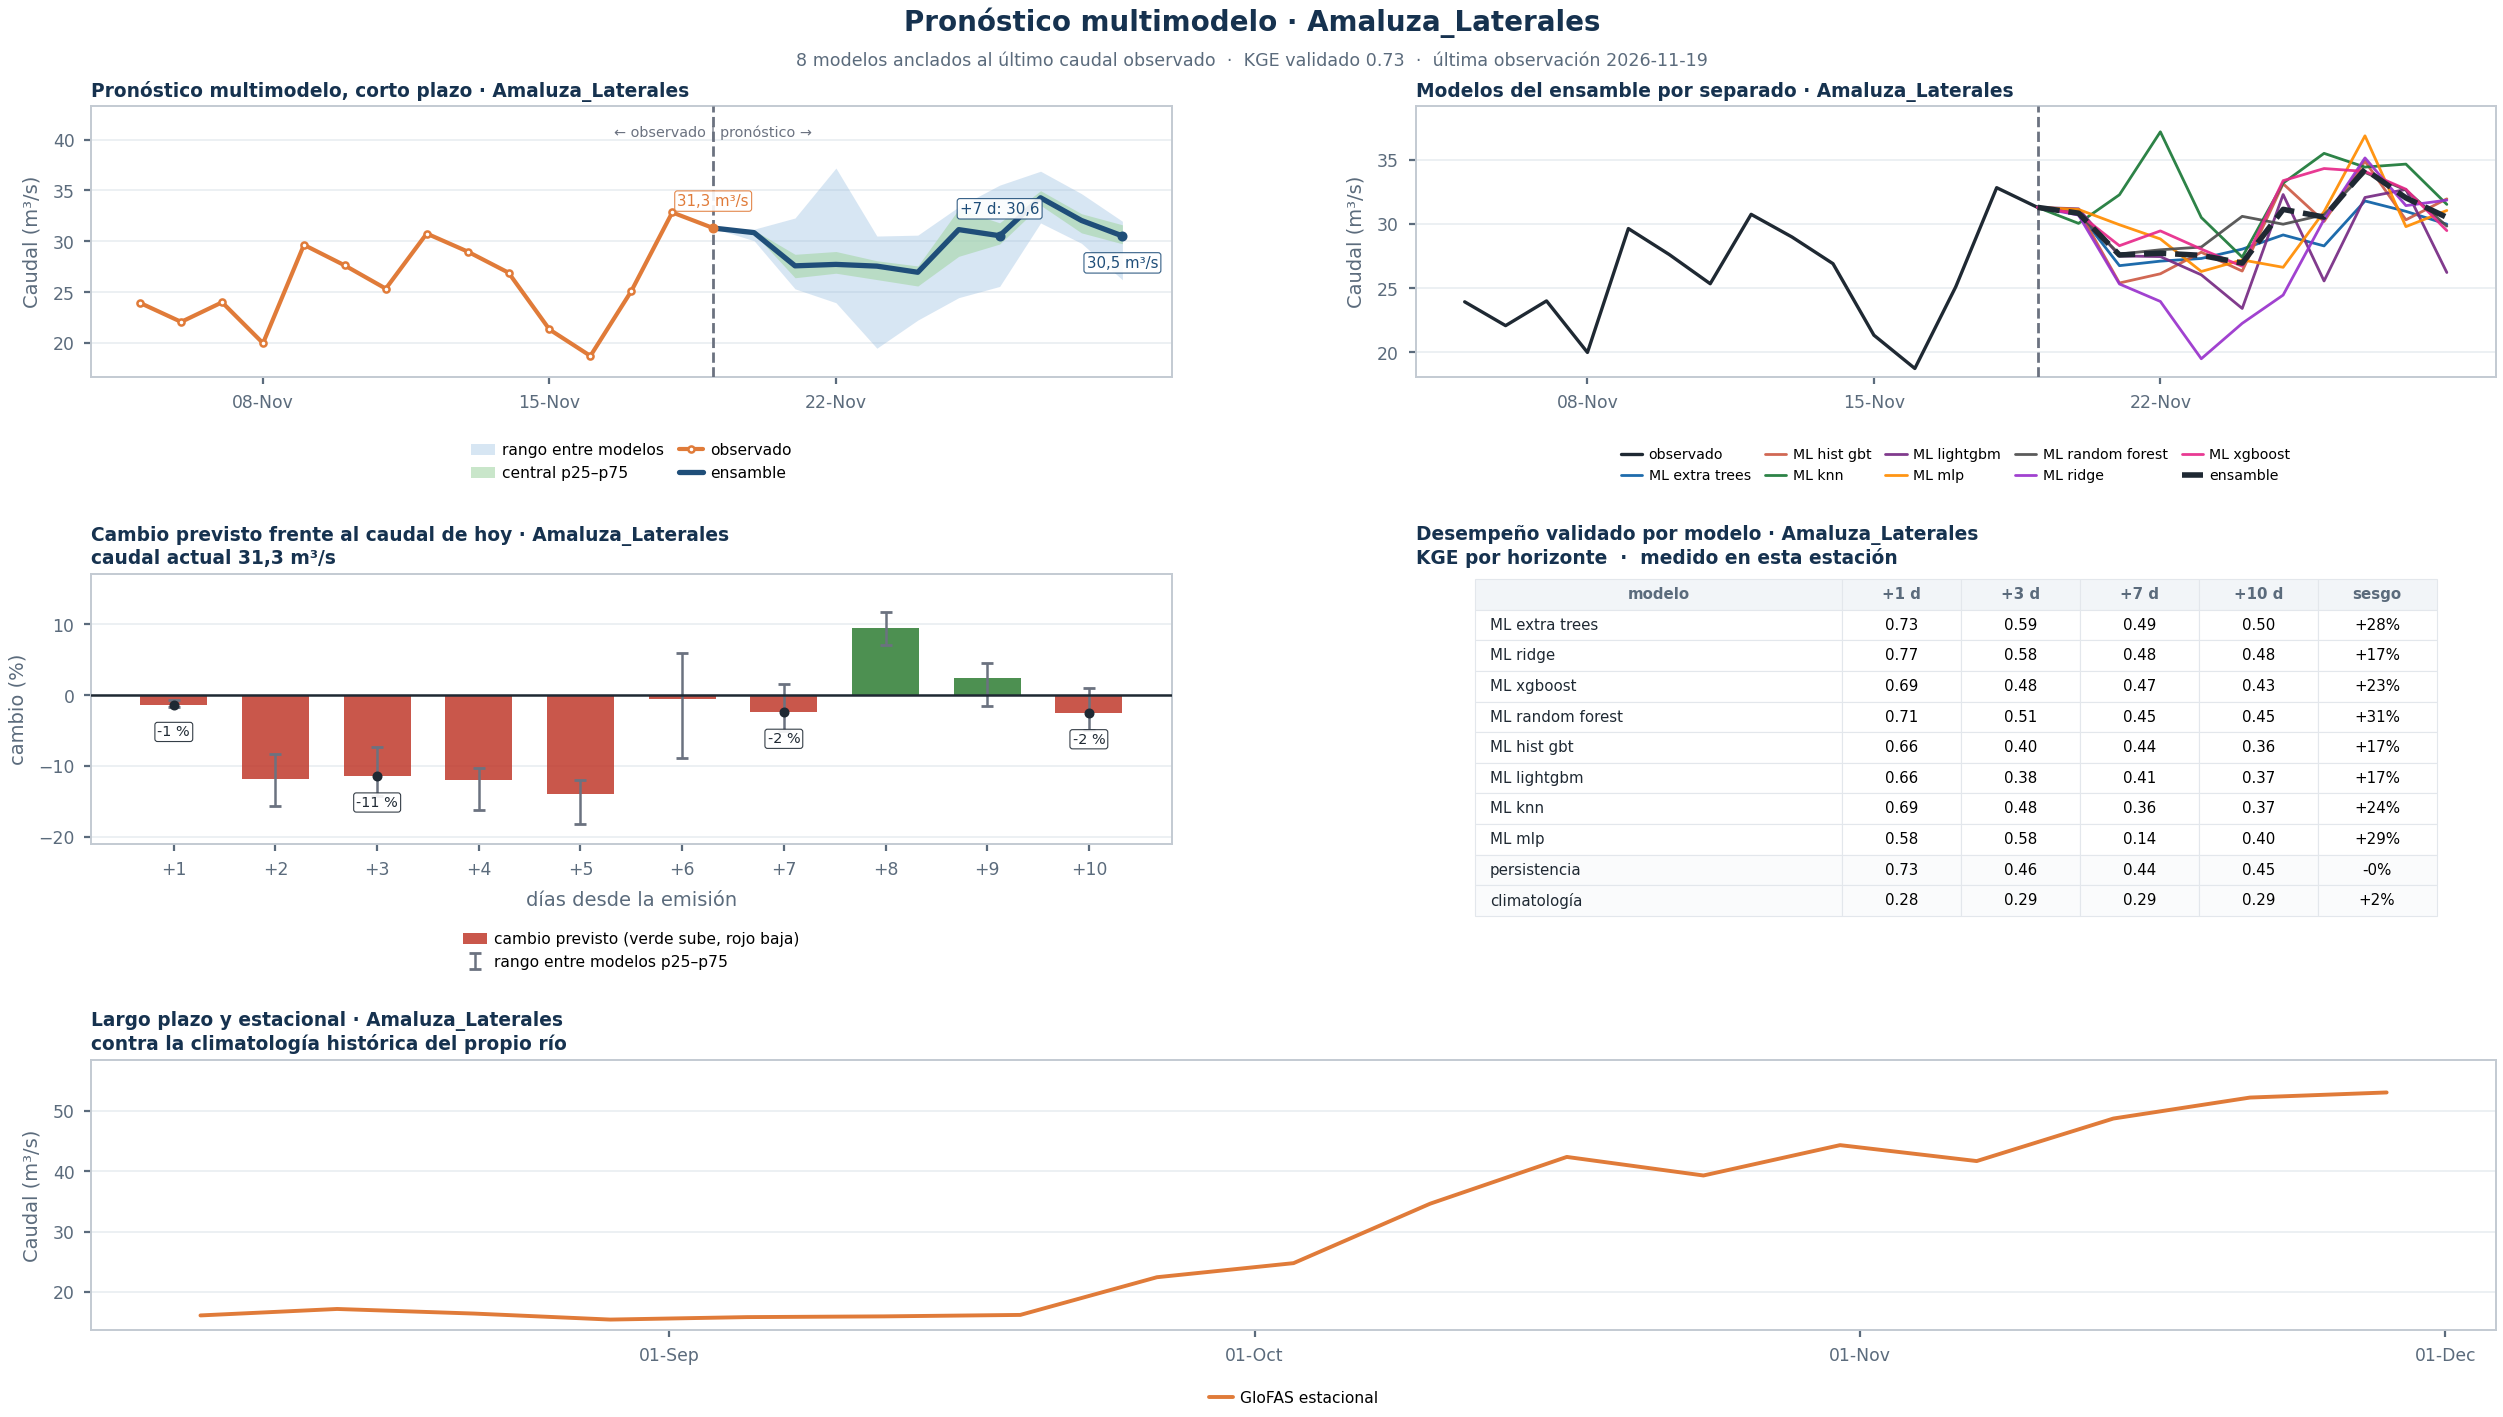 Pronóstico multimodelo · Amaluza_Laterales
8 modelos anclados al último caudal observado · KGE validado 0.73 · última observación 2026-11-19
Pronóstico multimodelo, corto plazo · Amaluza_Laterales
Caudal (m³/s)
40
35
30
25
20
← observado
pronóstico →
31,3 m³/s
+7 d: 30,6
30,5 m³/s
08-Nov
15-Nov
22-Nov
rango entre modelos
observado
central p25–p75
ensamble
Modelos del ensamble por separado · Amaluza_Laterales
Caudal (m³/s)
35
30
25
20
08-Nov
15-Nov
22-Nov
observado
ML hist gbt
ML lightgbm
ML random forest
ML xgboost
ML extra trees
ML knn
ML mlp
ML ridge
ensamble
Cambio previsto frente al caudal de hoy · Amaluza_Laterales
caudal actual 31,3 m³/s
cambio (%)
10
0
−10
−20
-1 %
-11 %
-2 %
-2 %
+1
+2
+3
+4
+5
+6
+7
+8
+9
+10
días desde la emisión
cambio previsto (verde sube, rojo baja)
rango entre modelos p25–p75
Desempeño validado por modelo · Amaluza_Laterales
KGE por horizonte · medido en esta estación
modelo +1 d +3 d +7 d +10 d sesgo
ML extra trees 0.73 0.59 0.49 0.50 +28%
ML ridge 0.77 0.58 0.48 0.48 +17%
ML xgboost 0.69 0.48 0.47 0.43 +23%
ML random forest 0.71 0.51 0.45 0.45 +31%
ML hist gbt 0.66 0.40 0.44 0.36 +17%
ML lightgbm 0.66 0.38 0.41 0.37 +17%
ML knn 0.69 0.48 0.36 0.37 +24%
ML mlp 0.58 0.58 0.14 0.40 +29%
persistencia 0.73 0.46 0.44 0.45 -0%
climatología 0.28 0.29 0.29 0.29 +2%
Largo plazo y estacional · Amaluza_Laterales
contra la climatología histórica del propio río
Caudal (m³/s)
50
40
30
20
01-Sep
01-Oct
01-Nov
01-Dec
GloFAS estacional